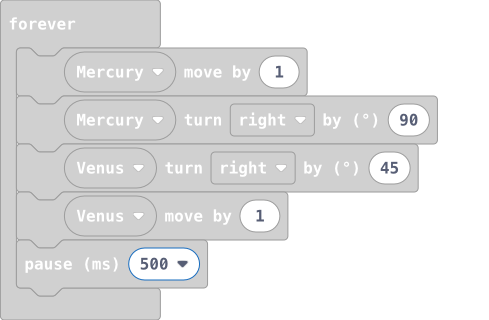 forever
Mercury move by 1
Mercury turn right by (°) 90
Venus turn right by (°) 45
Venus move by 1
pause (ms) 500